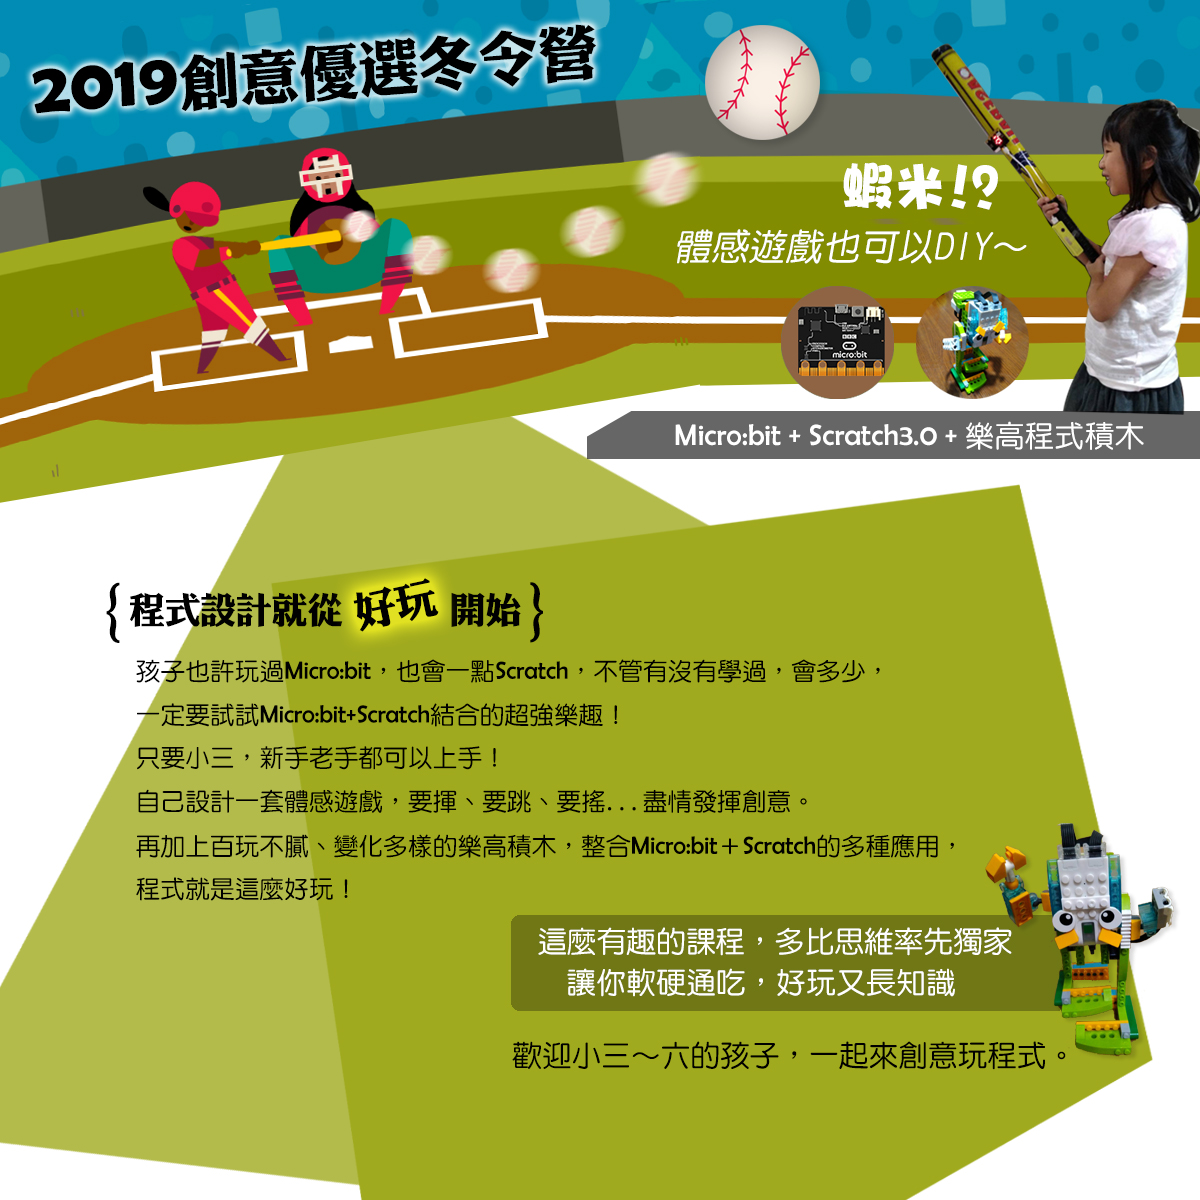 2019創意優選冬令營
蝦米!?
體感遊戲也可以DIY～
micro:bit
Micro:bit + Scratch3.0 + 樂高程式積木
{程式設計就從 好玩 開始}
孩子也許玩過Micro:bit，也會一點Scratch，不管有沒有學過，會多少，
一定要試試Micro:bit+Scratch結合的超強樂趣！
只要小三，新手老手都可以上手！
自己設計一套體感遊戲，要揮、要跳、要搖...盡情發揮創意。
再加上百玩不膩、變化多樣的樂高積木，整合Micro:bit＋Scratch的多種應用，
程式就是這麼好玩！
這麼有趣的課程，多比思維率先獨家
讓你軟硬通吃，好玩又長知識
歡迎小三～六的孩子，一起來創意玩程式。